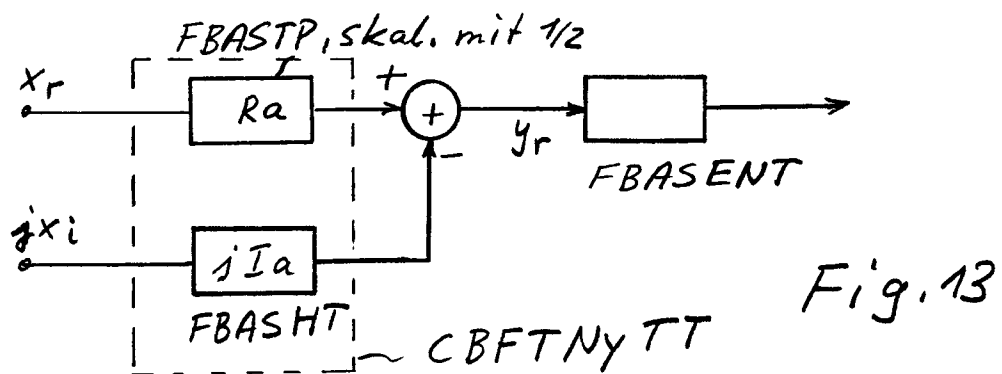 FBASTP, skal. mit 1/2
xr
Ra
+
+
yr
-
FBASENT
jxi
jIa
FBASHT
CBFTNyTT
Fig. 13